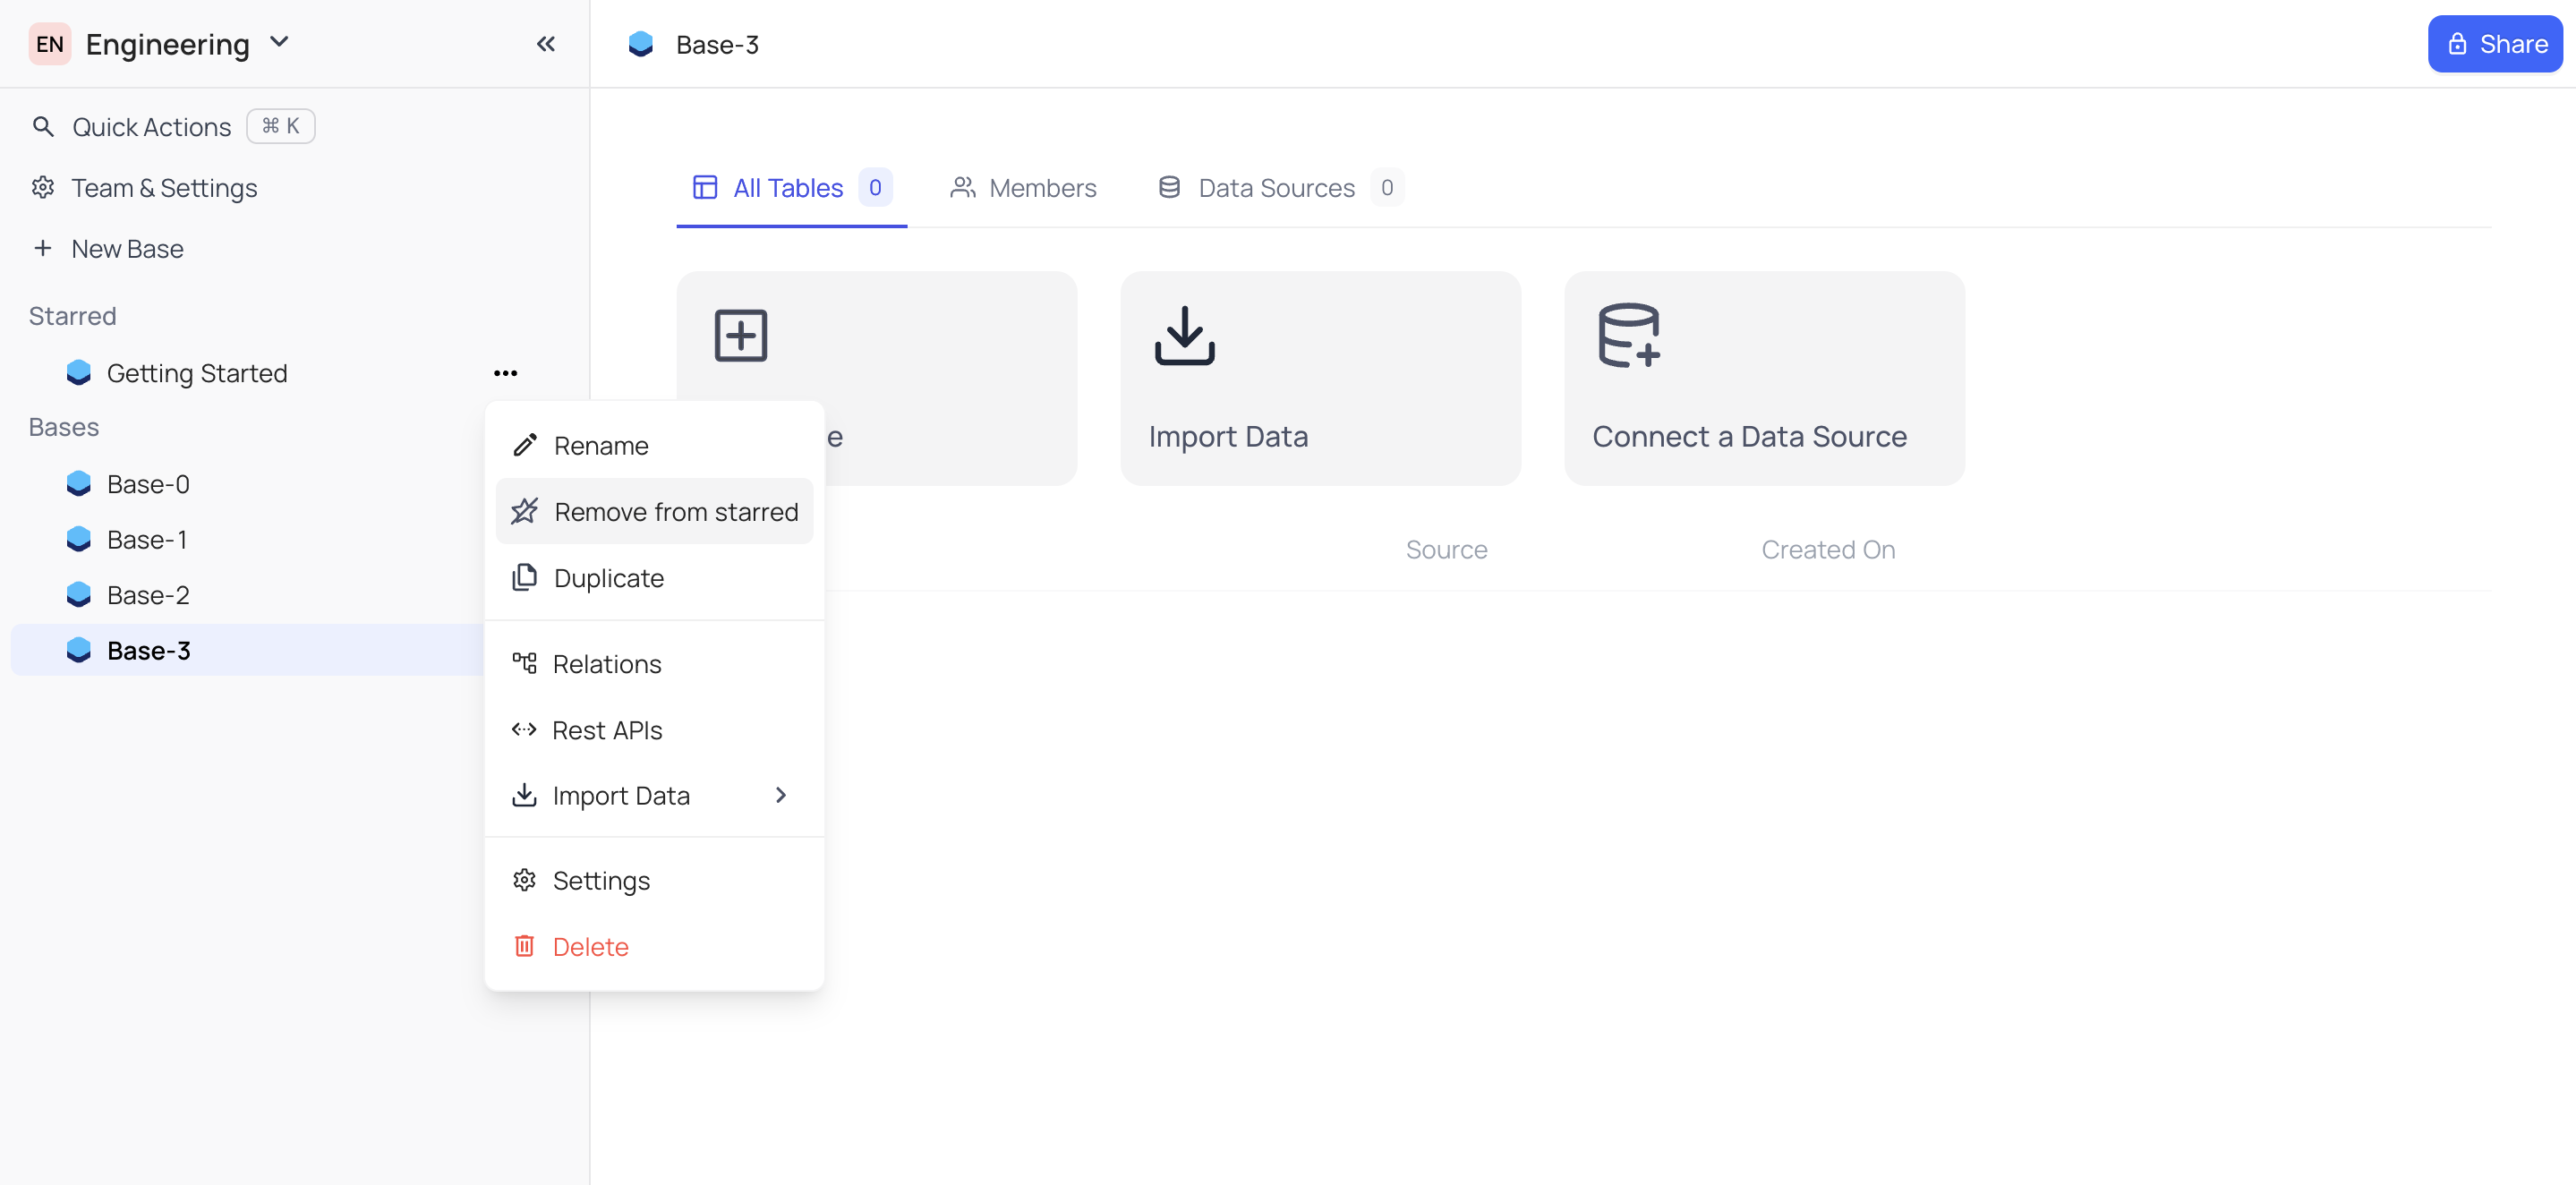 EN Engineering
Quick Actions ⌘ K
Team & Settings
New Base
Starred
Getting Started
Bases
Base-0
Base-1
Base-2
Base-3
Rename
Remove from starred
Duplicate
Relations
Rest APIs
Import Data
Settings
Delete
Base-3
Share
All Tables 0
Members
Data Sources 0
e
Import Data
Connect a Data Source
Source
Created On